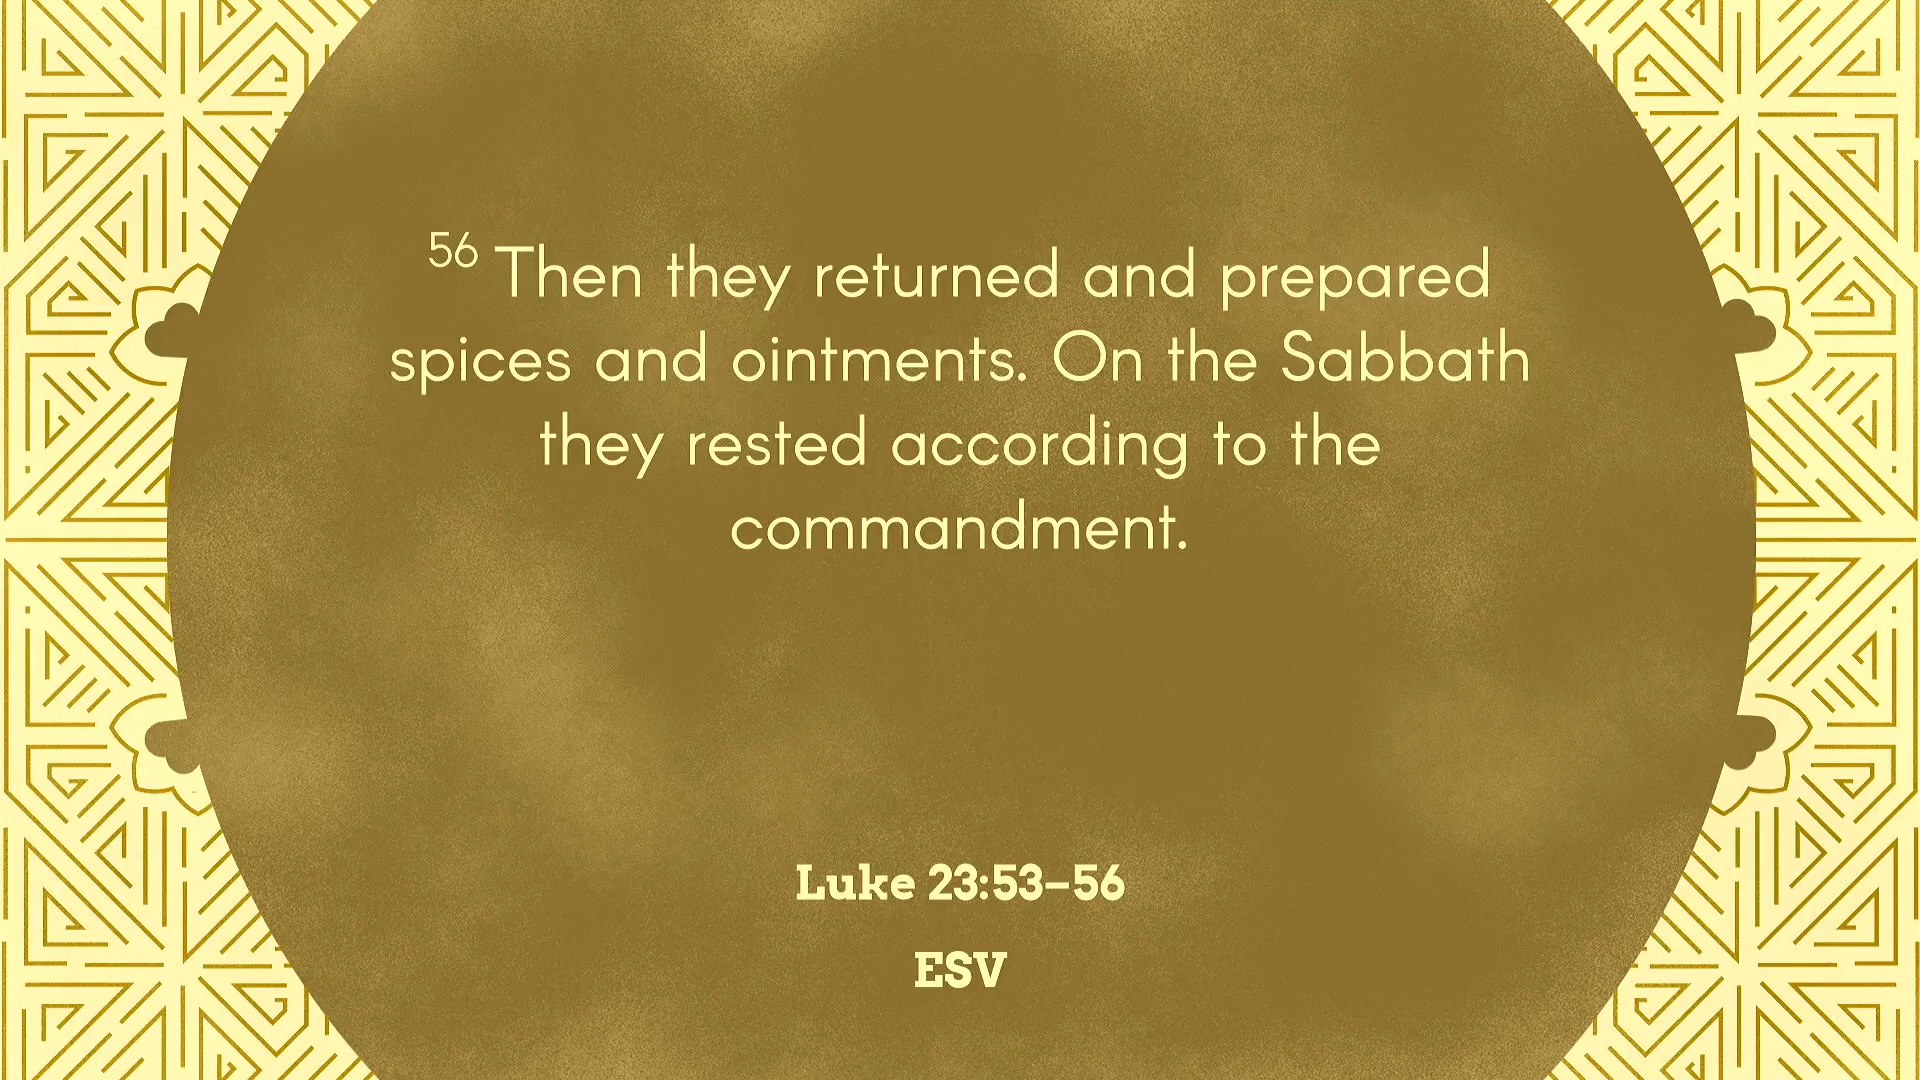 56 Then they returned and prepared
spices and ointments. On the Sabbath
they rested according to the
commandment.
Luke 23:53–56
ESV